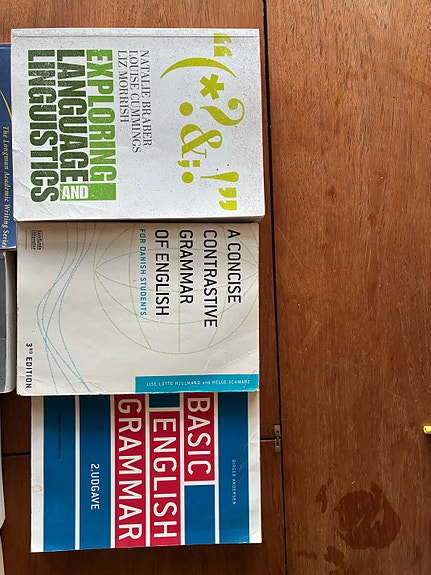 The Longman Academic Writing Series
“(*?&;!”
NATALIE BRABER
LOUISE CUMMINGS
LIZ MORRISH
EXPLORING
LANGUAGE
AND
LINGUISTICS
A CONCISE
CONTRASTIVE
GRAMMAR
OF ENGLISH
FOR DANISH STUDENTS
LISE-LOTTE HJULMAND and HELGE SCHWARZ
3RD EDITION
BASIC
ENGLISH
GRAMMAR
2.UDGAVE